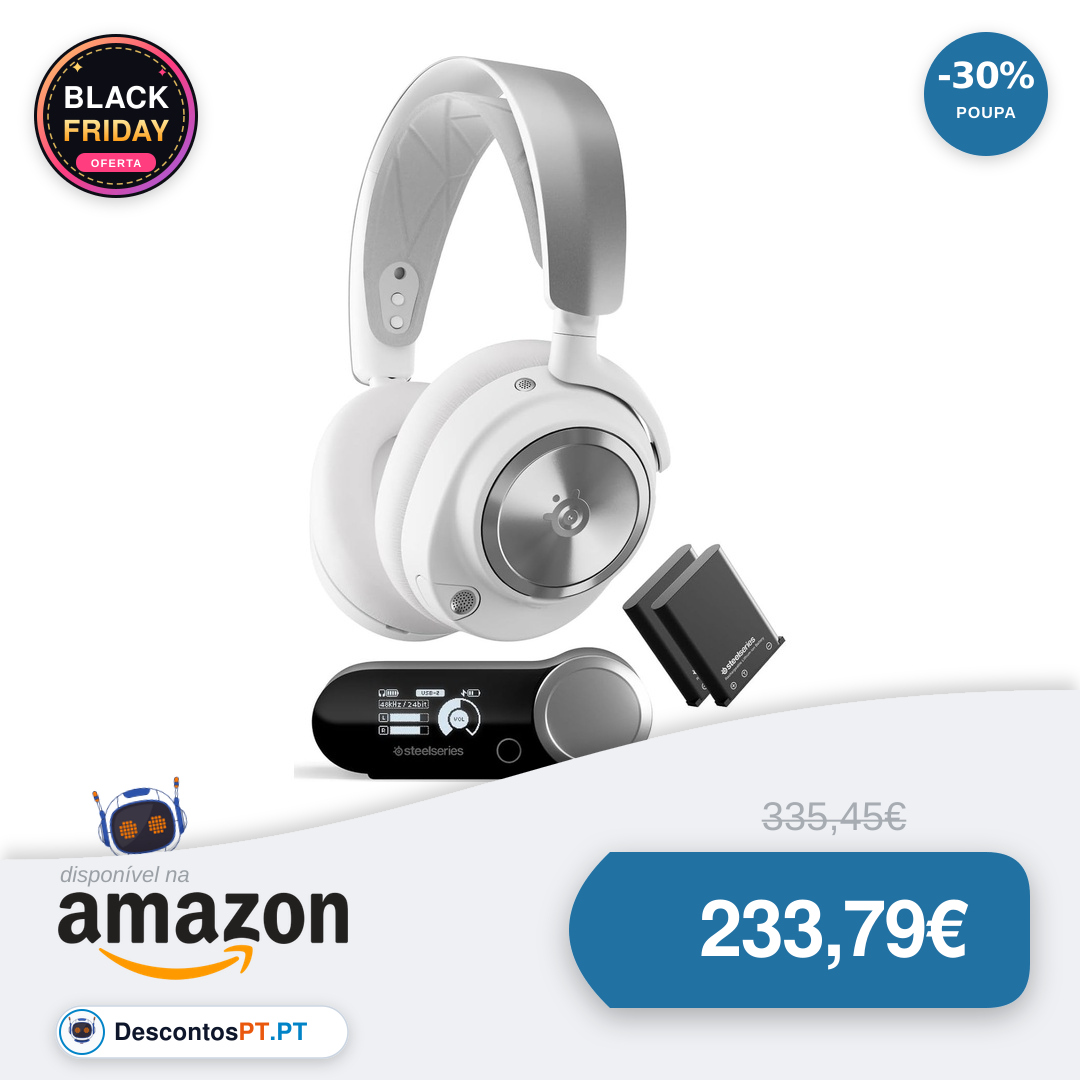 BLACK
FRIDAY
OFERTA
-30%
POUPA
USB-2
48kHz / 24bit
L
R
VOL
steelseries
steelseries
335,45€
disponível na
amazon
233,79€
DescontosPT.PT